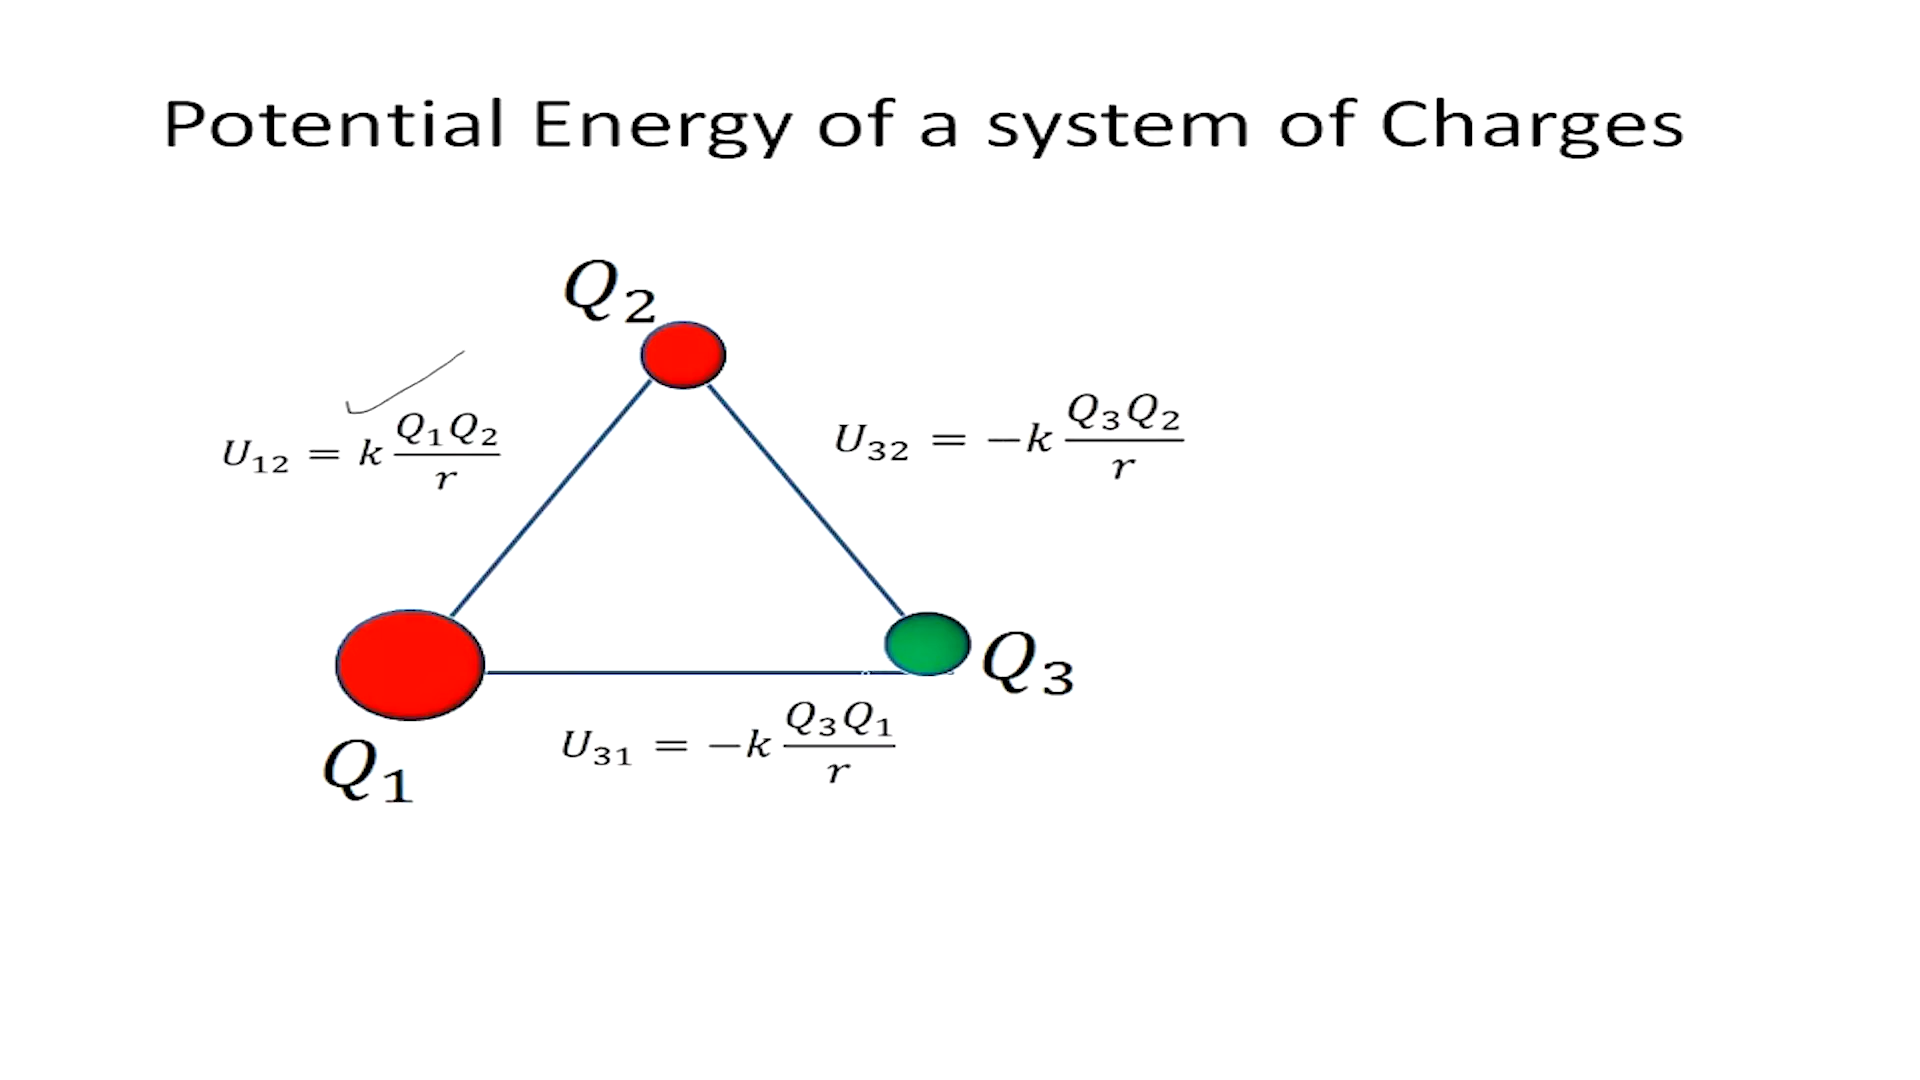 Potential Energy of a system of Charges
Q₂
U₁₂ = k Q₁Q₂/r
U₃₂ = −k Q₃Q₂/r
Q₃
U₃₁ = −k Q₃Q₁/r
Q₁